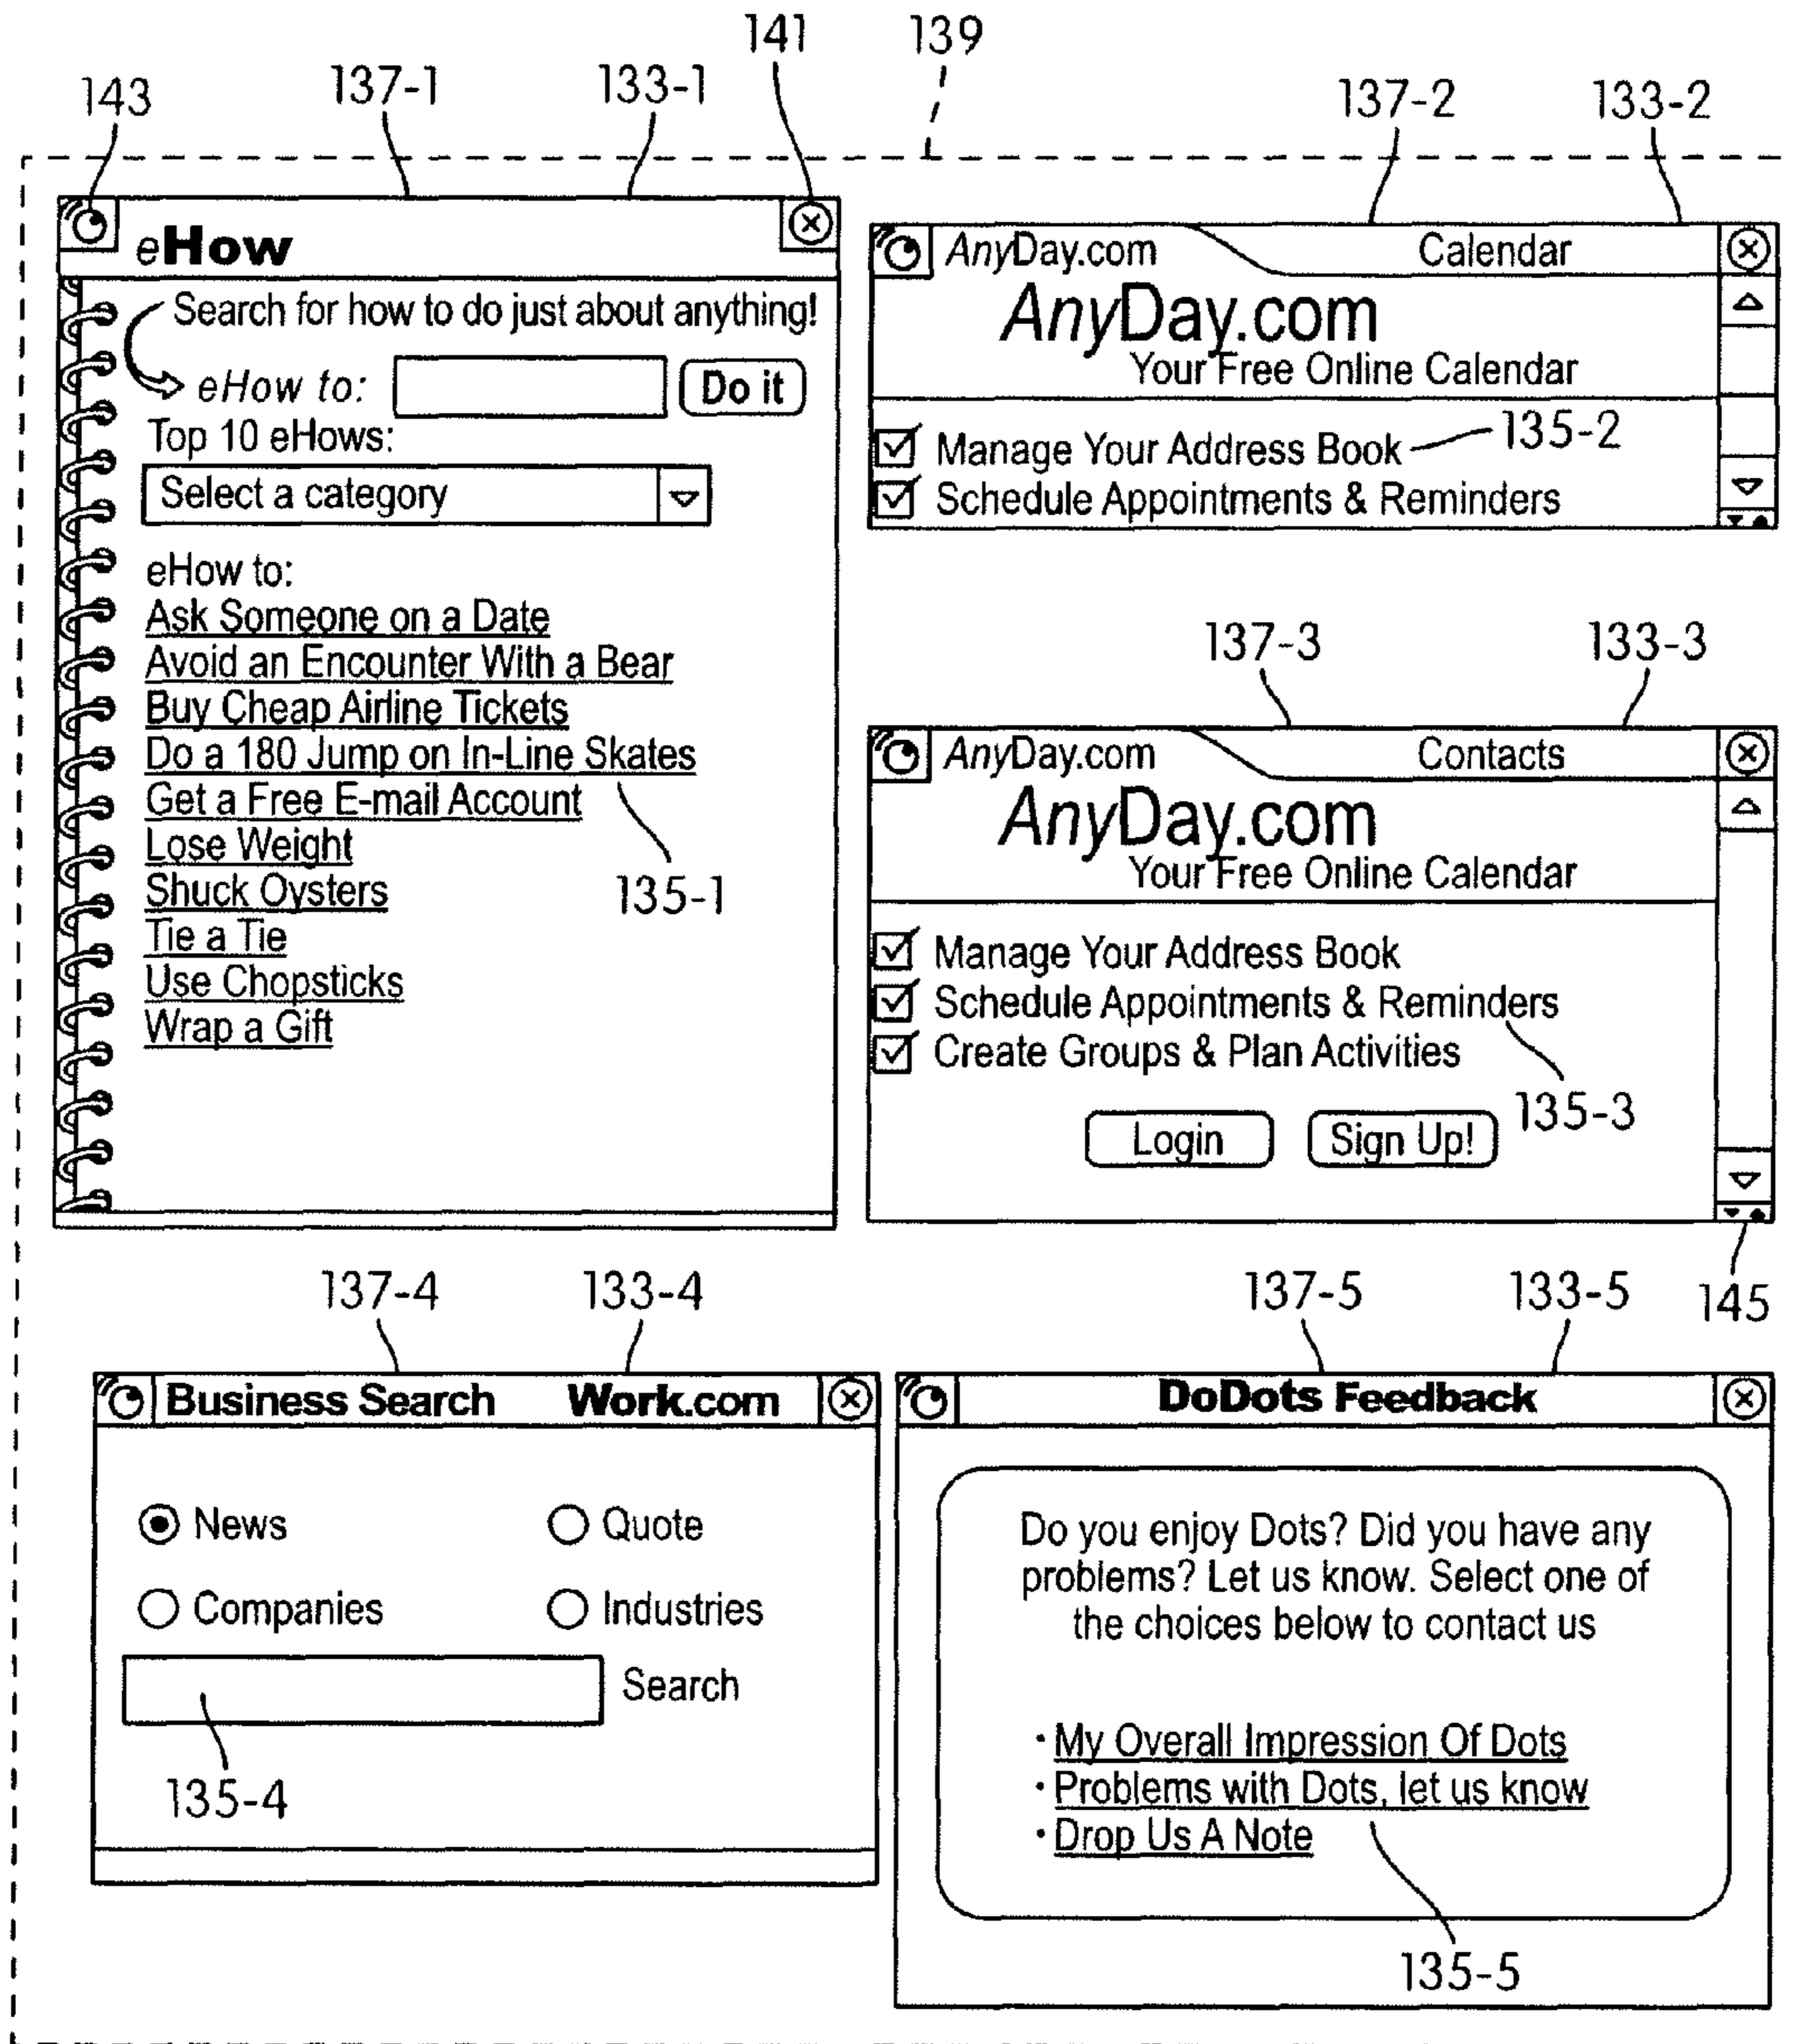 141
139
143
137-1
133-1
137-2
133-2
eHow
Search for how to do just about anything!
eHow to:
Do it
Top 10 eHows:
Select a category
eHow to:
Ask Someone on a Date
Avoid an Encounter With a Bear
Buy Cheap Airline Tickets
Do a 180 Jump on In-Line Skates
Get a Free E-mail Account
Lose Weight
Shuck Oysters
Tie a Tie
Use Chopsticks
Wrap a Gift
135-1
AnyDay.com
Calendar
AnyDay.com
Your Free Online Calendar
Manage Your Address Book
135-2
Schedule Appointments & Reminders
137-3
133-3
AnyDay.com
Contacts
AnyDay.com
Your Free Online Calendar
Manage Your Address Book
Schedule Appointments & Reminders
Create Groups & Plan Activities
135-3
Login
Sign Up!
145
137-4
133-4
Business Search
Work.com
News
Quote
Companies
Industries
Search
135-4
137-5
133-5
DoDots Feedback
Do you enjoy Dots? Did you have any
problems? Let us know. Select one of
the choices below to contact us
· My Overall Impression Of Dots
· Problems with Dots, let us know
· Drop Us A Note
135-5